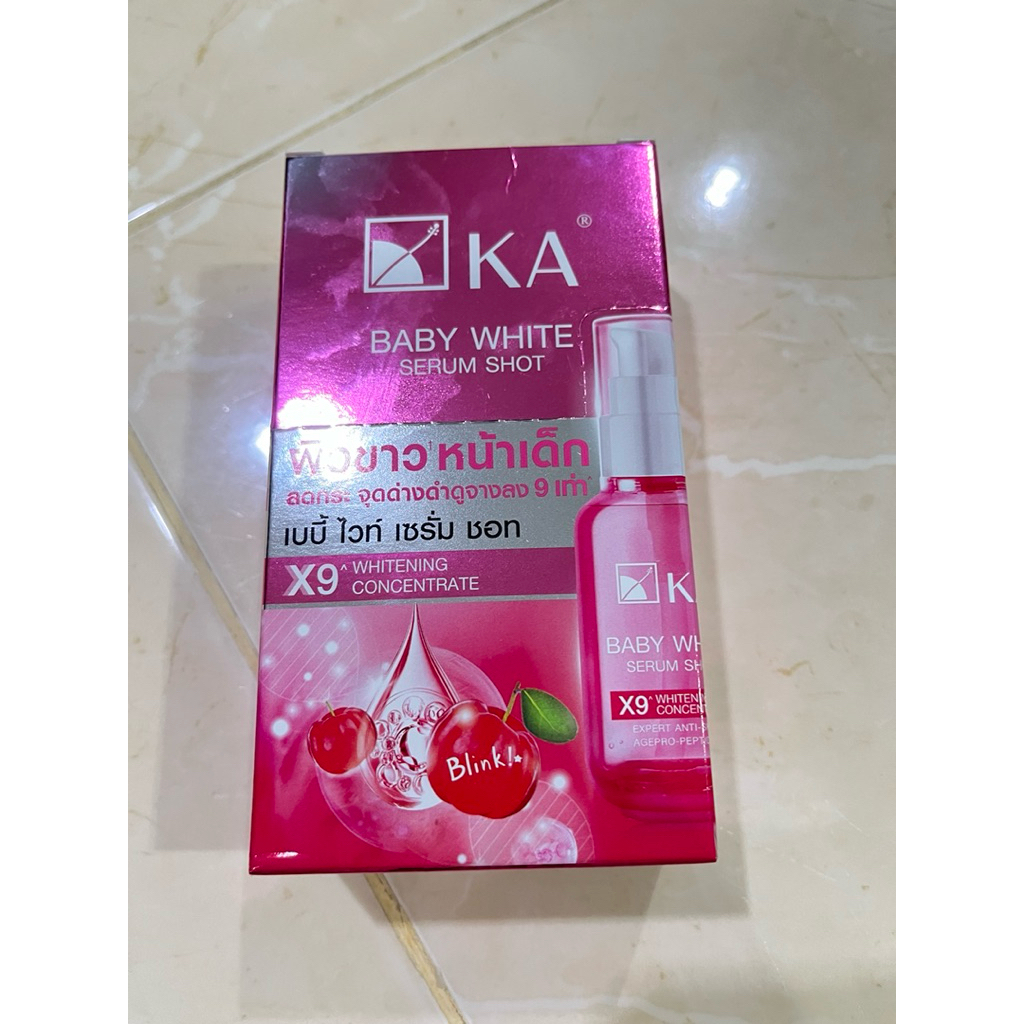 KA®
BABY WHITE
SERUM SHOT
ผิวขาว¹หน้าเด็ก
ลดกระ จุดด่างดำดูจางลง 9 เท่า^
เบบี้ ไวท์ เซรั่ม ชอท
X9^ WHITENING
CONCENTRATE
Blink!
K
BABY
SERUM
X9^
EXPERT